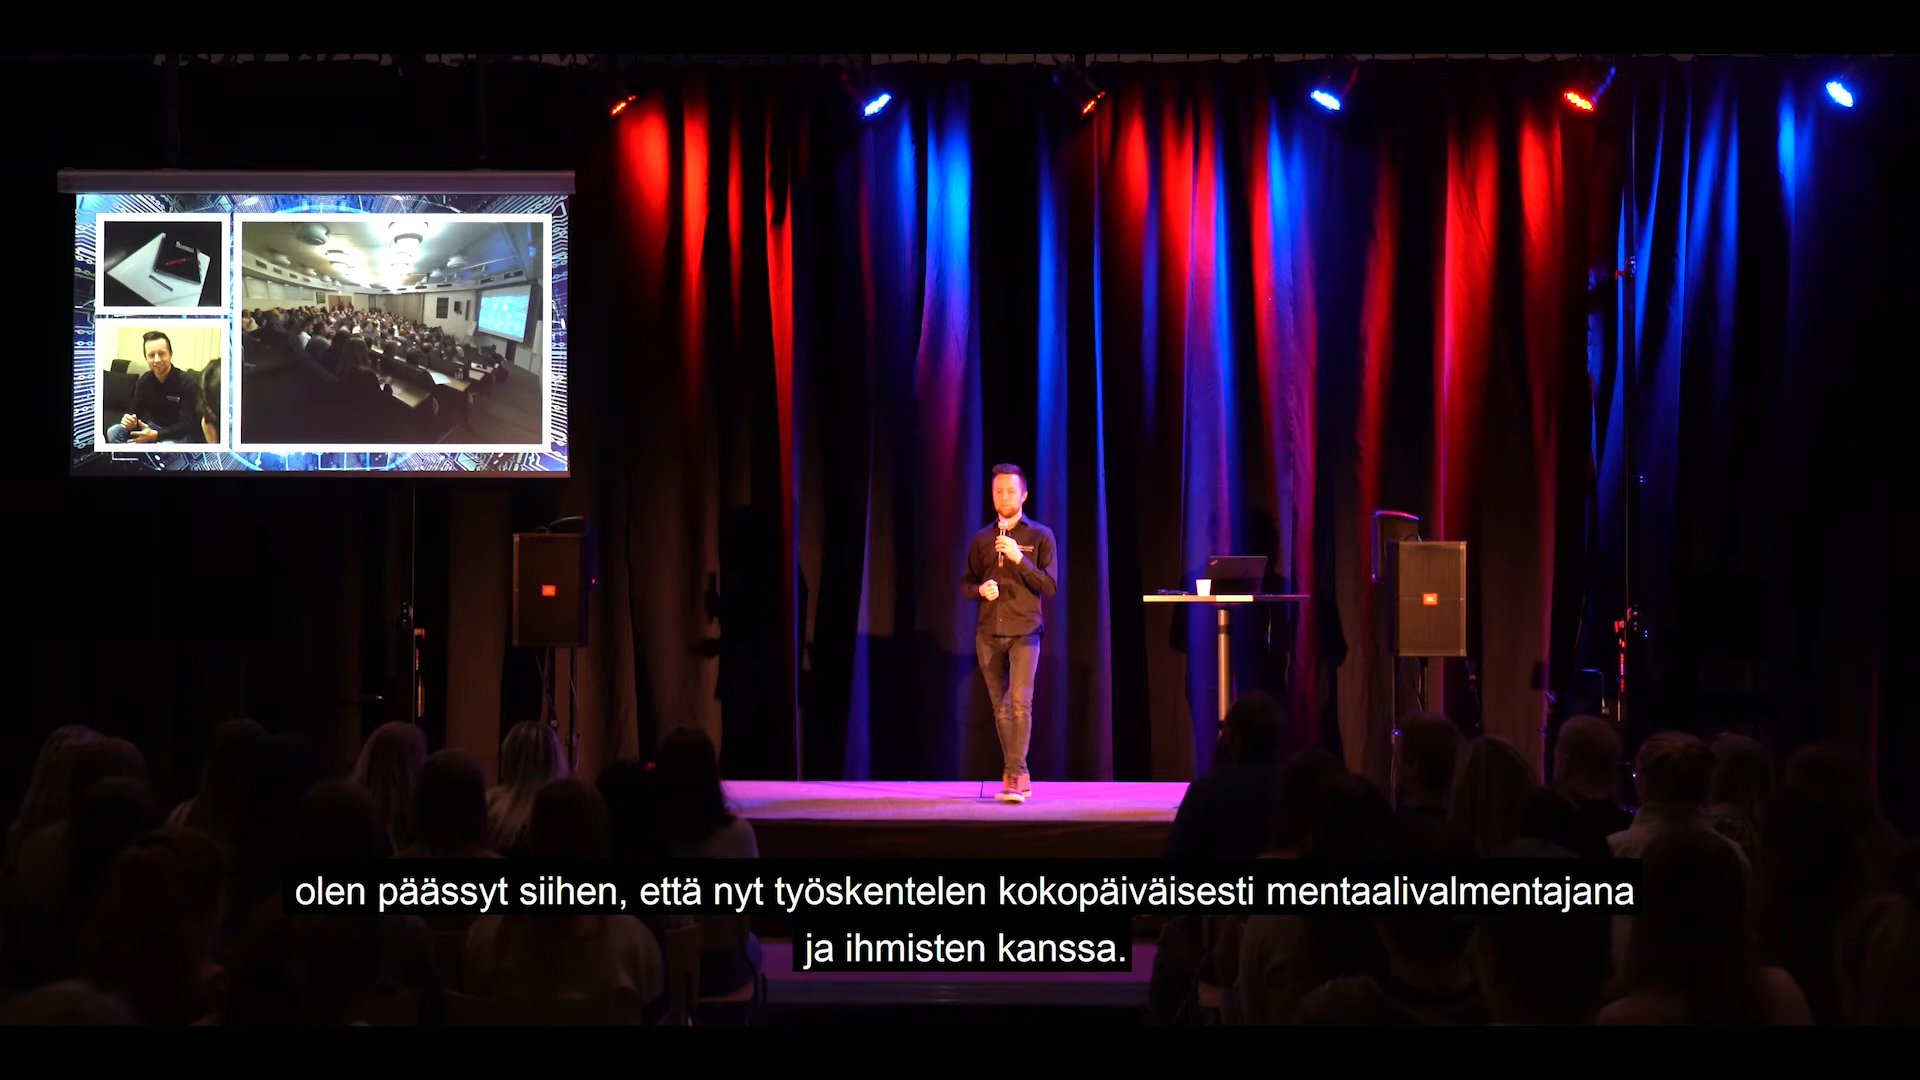 olen päässyt siihen, että nyt työskentelen kokopäiväisesti mentaalivalmentajana
ja ihmisten kanssa.